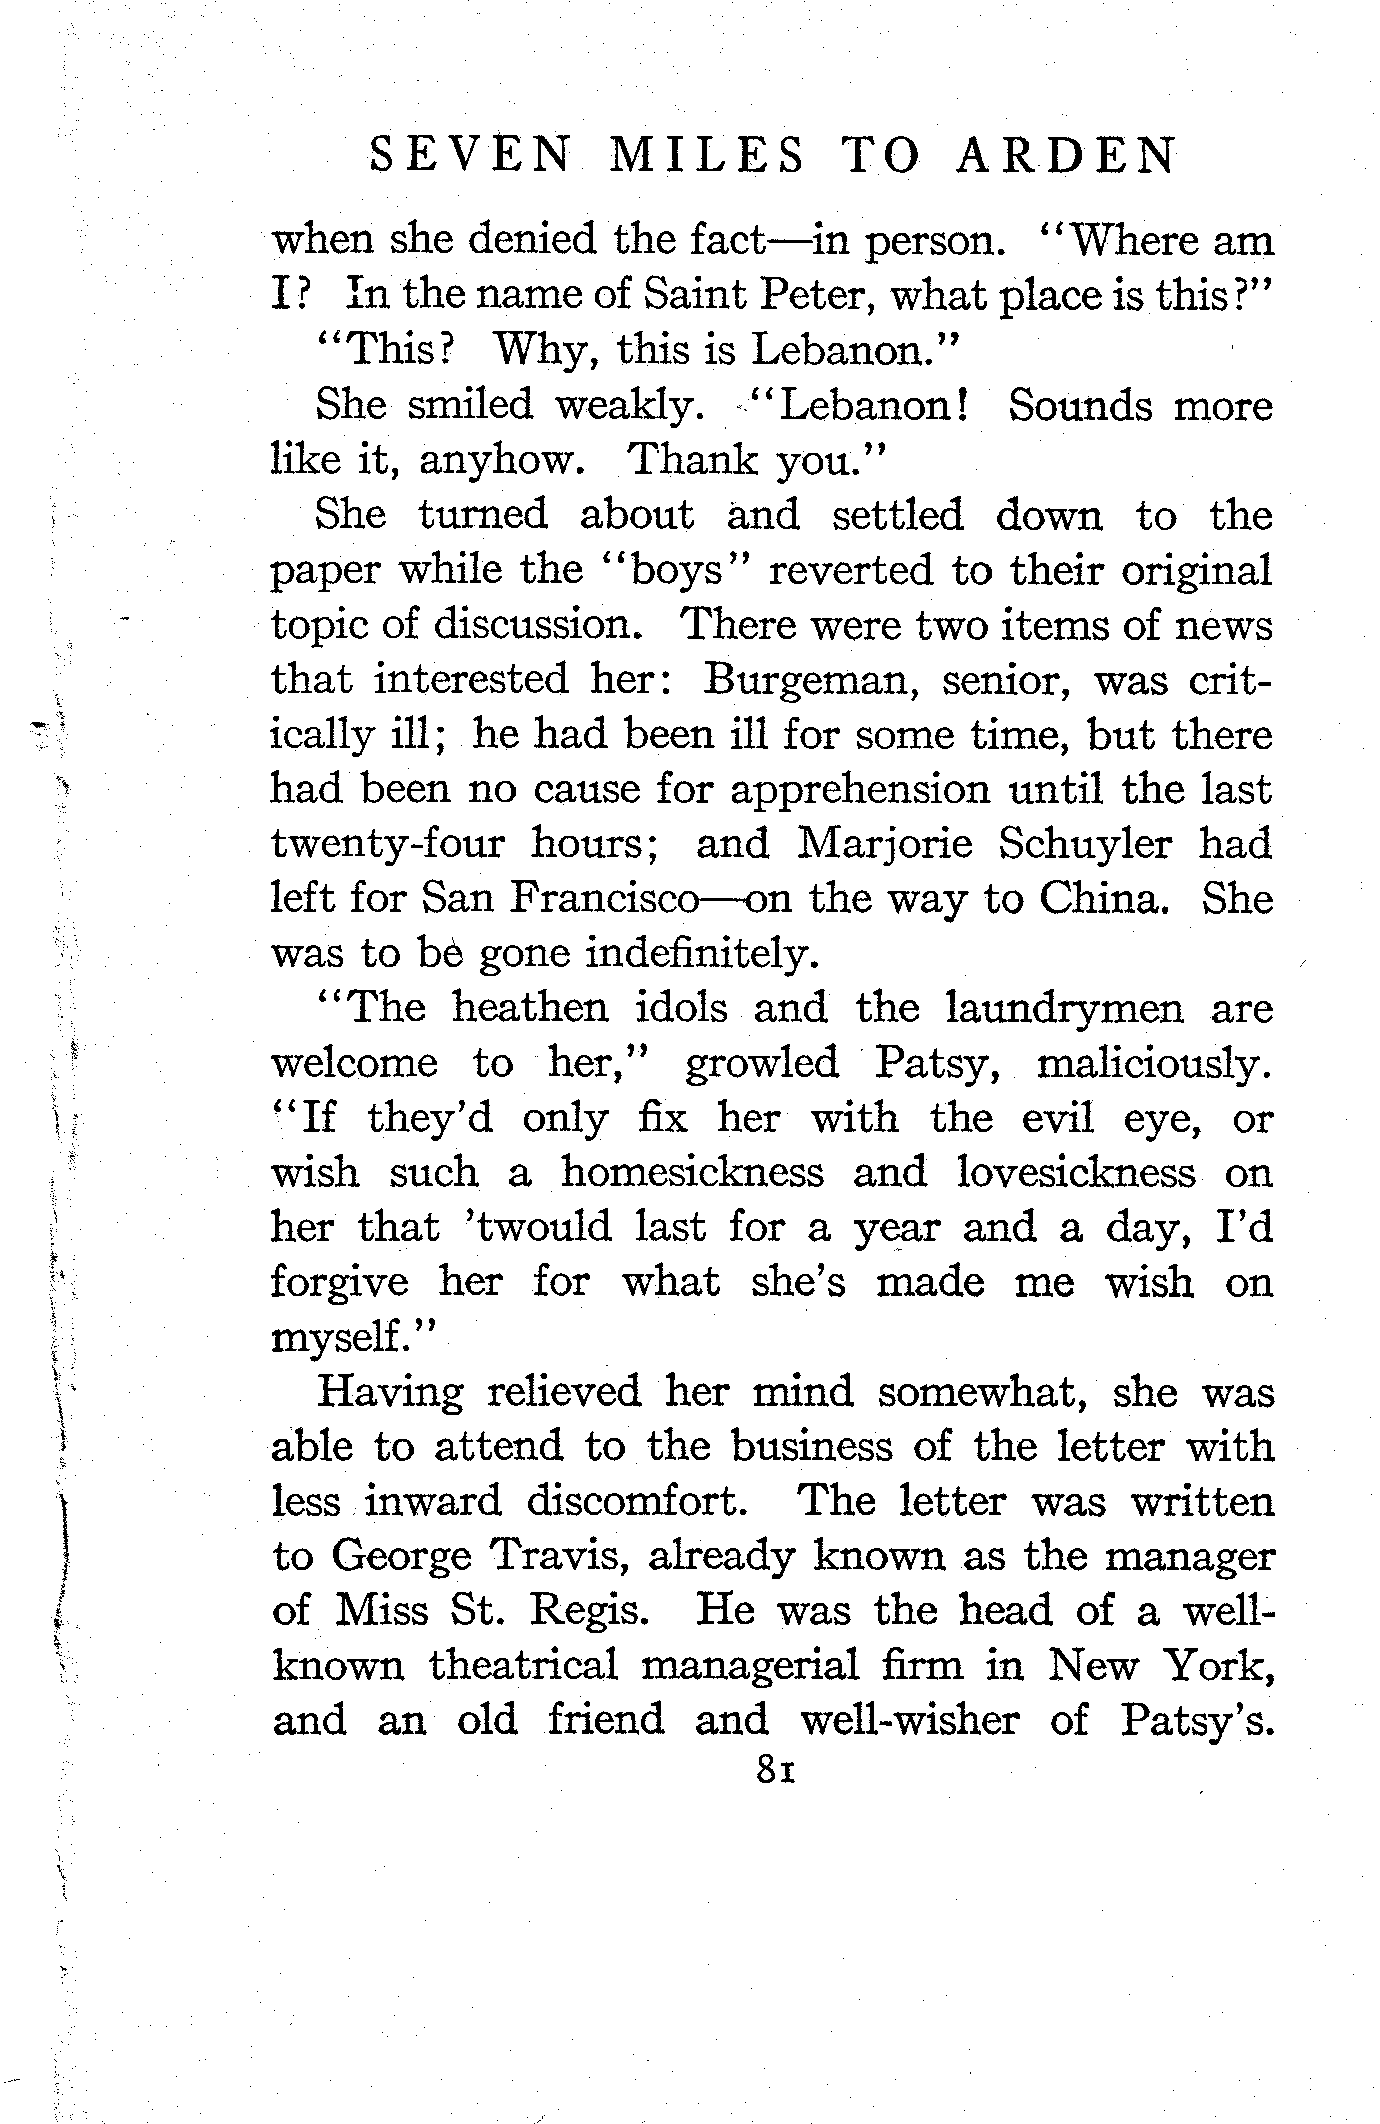 SEVEN MILES TO ARDEN
when she denied the fact—in person. "Where am
I? In the name of Saint Peter, what place is this?"
"This? Why, this is Lebanon."
She smiled weakly. "Lebanon! Sounds more
like it, anyhow. Thank you."
She turned about and settled down to the
paper while the "boys" reverted to their original
topic of discussion. There were two items of news
that interested her: Burgeman, senior, was crit-
ically ill; he had been ill for some time, but there
had been no cause for apprehension until the last
twenty-four hours; and Marjorie Schuyler had
left for San Francisco—on the way to China. She
was to be gone indefinitely.
"The heathen idols and the laundrymen are
welcome to her," growled Patsy, maliciously.
"If they'd only fix her with the evil eye, or
wish such a homesickness and lovesickness on
her that 'twould last for a year and a day, I'd
forgive her for what she's made me wish on
myself."
Having relieved her mind somewhat, she was
able to attend to the business of the letter with
less inward discomfort. The letter was written
to George Travis, already known as the manager
of Miss St. Regis. He was the head of a well-
known theatrical managerial firm in New York,
and an old friend and well-wisher of Patsy's.
81